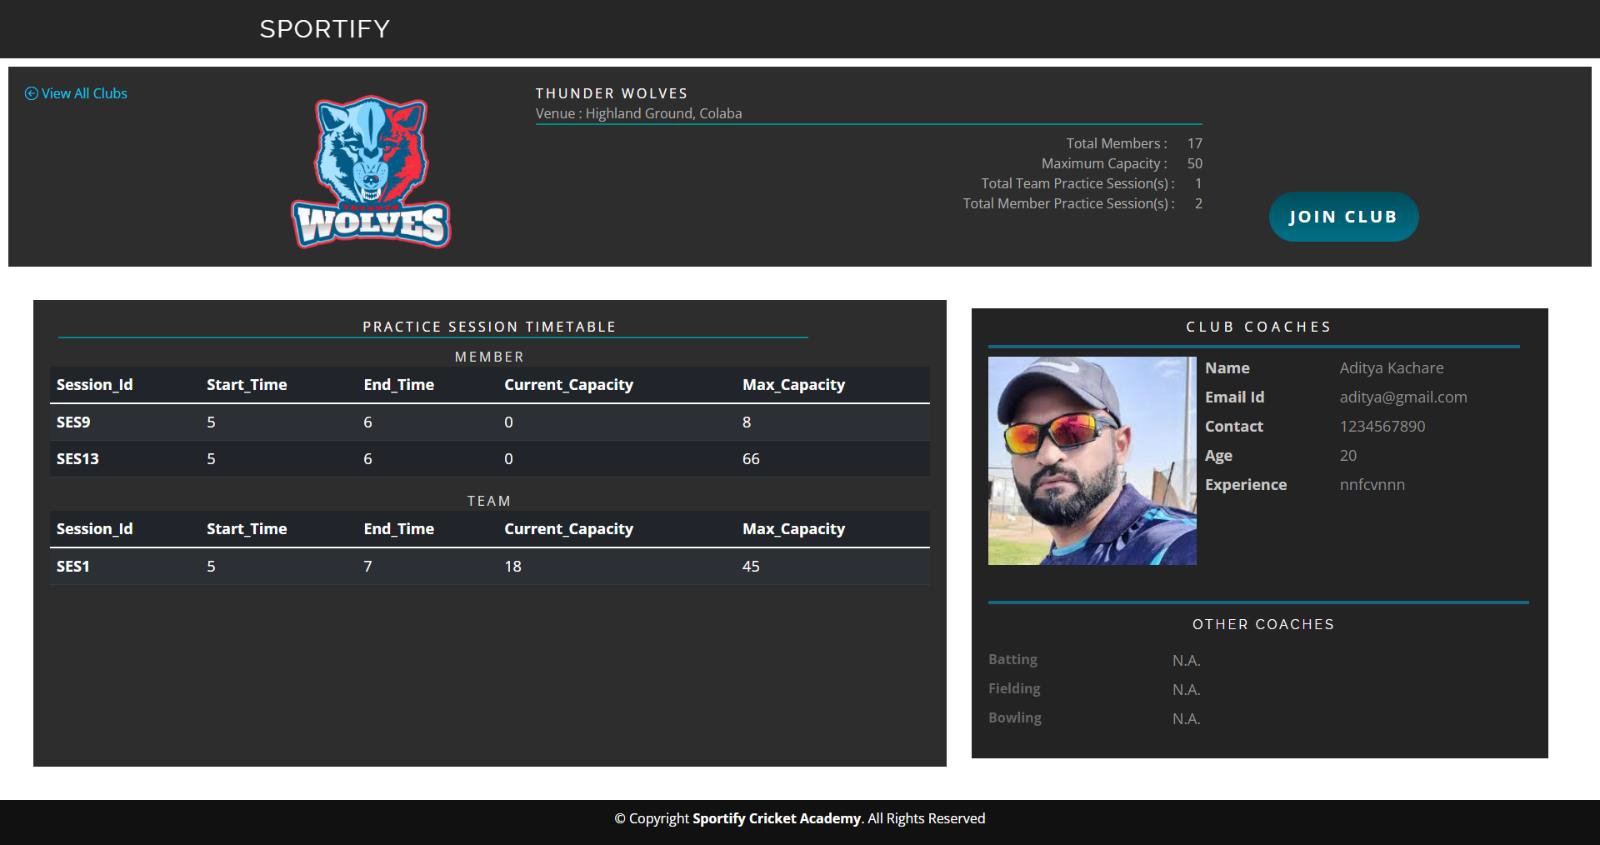 SPORTIFY
View All Clubs
WOLVES
THUNDER WOLVES
Venue : Highland Ground, Colaba
Total Members : 17
Maximum Capacity : 50
Total Team Practice Session(s) : 1
Total Member Practice Session(s) : 2
JOIN CLUB
PRACTICE SESSION TIMETABLE
MEMBER
Session_Id Start_Time End_Time Current_Capacity Max_Capacity
SES9 5 6 0 8
SES13 5 6 0 66
TEAM
Session_Id Start_Time End_Time Current_Capacity Max_Capacity
SES1 5 7 18 45
CLUB COACHES
Name Aditya Kachare
Email Id aditya@gmail.com
Contact 1234567890
Age 20
Experience nnfcvnnn
OTHER COACHES
Batting N.A.
Fielding N.A.
Bowling N.A.
© Copyright Sportify Cricket Academy. All Rights Reserved